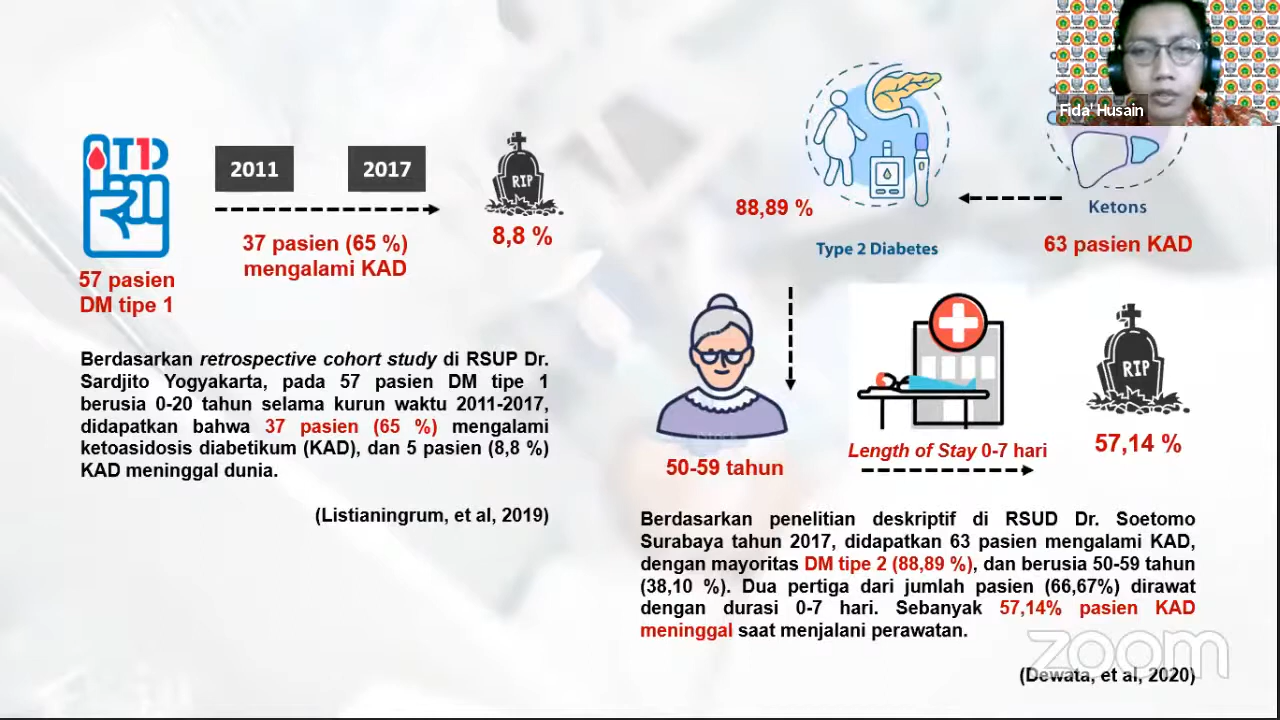 Fida' Husain
T1D
2011
2017
RIP
37 pasien (65 %)
mengalami KAD
8,8 %
57 pasien
DM tipe 1
Berdasarkan retrospective cohort study di RSUP Dr.
Sardjito Yogyakarta, pada 57 pasien DM tipe 1
berusia 0-20 tahun selama kurun waktu 2011-2017,
didapatkan bahwa 37 pasien (65 %) mengalami
ketoasidosis diabetikum (KAD), dan 5 pasien (8,8 %)
KAD meninggal dunia.
(Listianingrum, et al, 2019)
88,89 %
Type 2 Diabetes
Ketons
63 pasien KAD
50-59 tahun
Length of Stay 0-7 hari
RIP
57,14 %
Berdasarkan penelitian deskriptif di RSUD Dr. Soetomo
Surabaya tahun 2017, didapatkan 63 pasien mengalami KAD,
dengan mayoritas DM tipe 2 (88,89 %), dan berusia 50-59 tahun
(38,10 %). Dua pertiga dari jumlah pasien (66,67%) dirawat
dengan durasi 0-7 hari. Sebanyak 57,14% pasien KAD
meninggal saat menjalani perawatan.
(Dewata, et al, 2020)
zoom